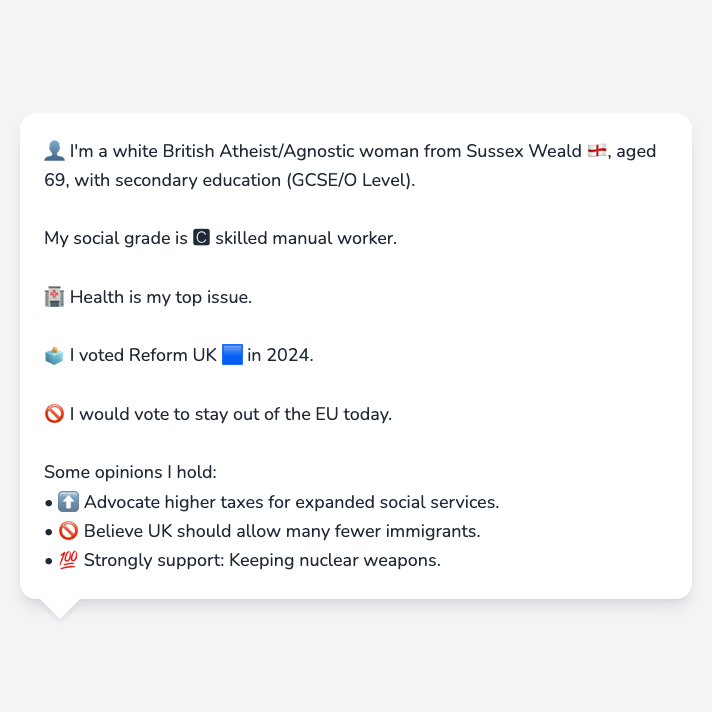 👤 I'm a white British Atheist/Agnostic woman from Sussex Weald 🏴󠁧󠁢󠁥󠁮󠁧󠁿, aged
69, with secondary education (GCSE/O Level).
My social grade is C skilled manual worker.
🏥 Health is my top issue.
🗳️ I voted Reform UK 🟦 in 2024.
🚫 I would vote to stay out of the EU today.
Some opinions I hold:
• ⬆️ Advocate higher taxes for expanded social services.
• 🚫 Believe UK should allow many fewer immigrants.
• 💯 Strongly support: Keeping nuclear weapons.